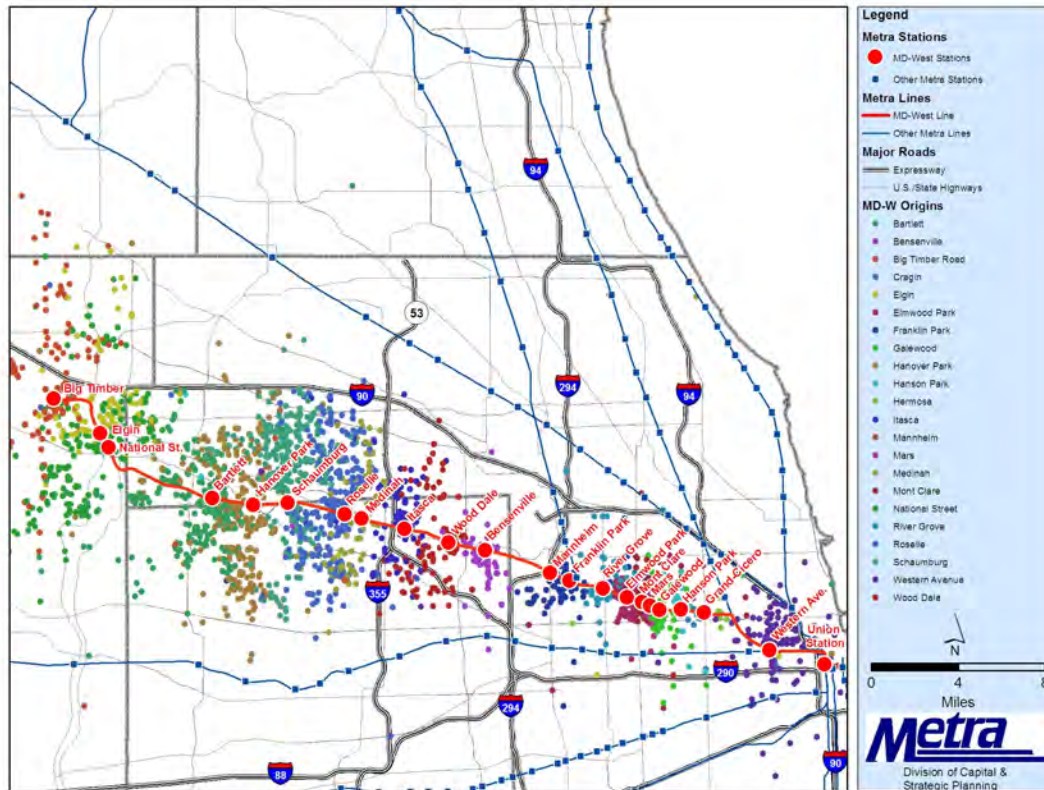 94
53
90
294
94
Big Timber
Elgin
National St.
Bartlett
Hanover Park
Schaumburg
Roselle
Medinah
Itasca
Wood Dale
Bensenville
Mannheim
Franklin Park
River Grove
Elmwood Park
Mont Clare
Mars
Galewood
Hanson Park
Grand-Cicero
Western Ave.
Union
Station
355
290
294
88
90
Legend
Metra Stations
MD-West Stations
Other Metra Stations
Metra Lines
MD-West Line
Other Metra Lines
Major Roads
Expressway
U.S./State Highways
MD-W Origins
Bartlett
Bensenville
Big Timber Road
Cragin
Elgin
Elmwood Park
Franklin Park
Galewood
Hanover Park
Hanson Park
Hermosa
Itasca
Mannheim
Mars
Medinah
Mont Clare
National Street
River Grove
Roselle
Schaumburg
Western Avenue
Wood Dale
N
0 4 8
Miles
Metra
Division of Capital &
Strategic Planning